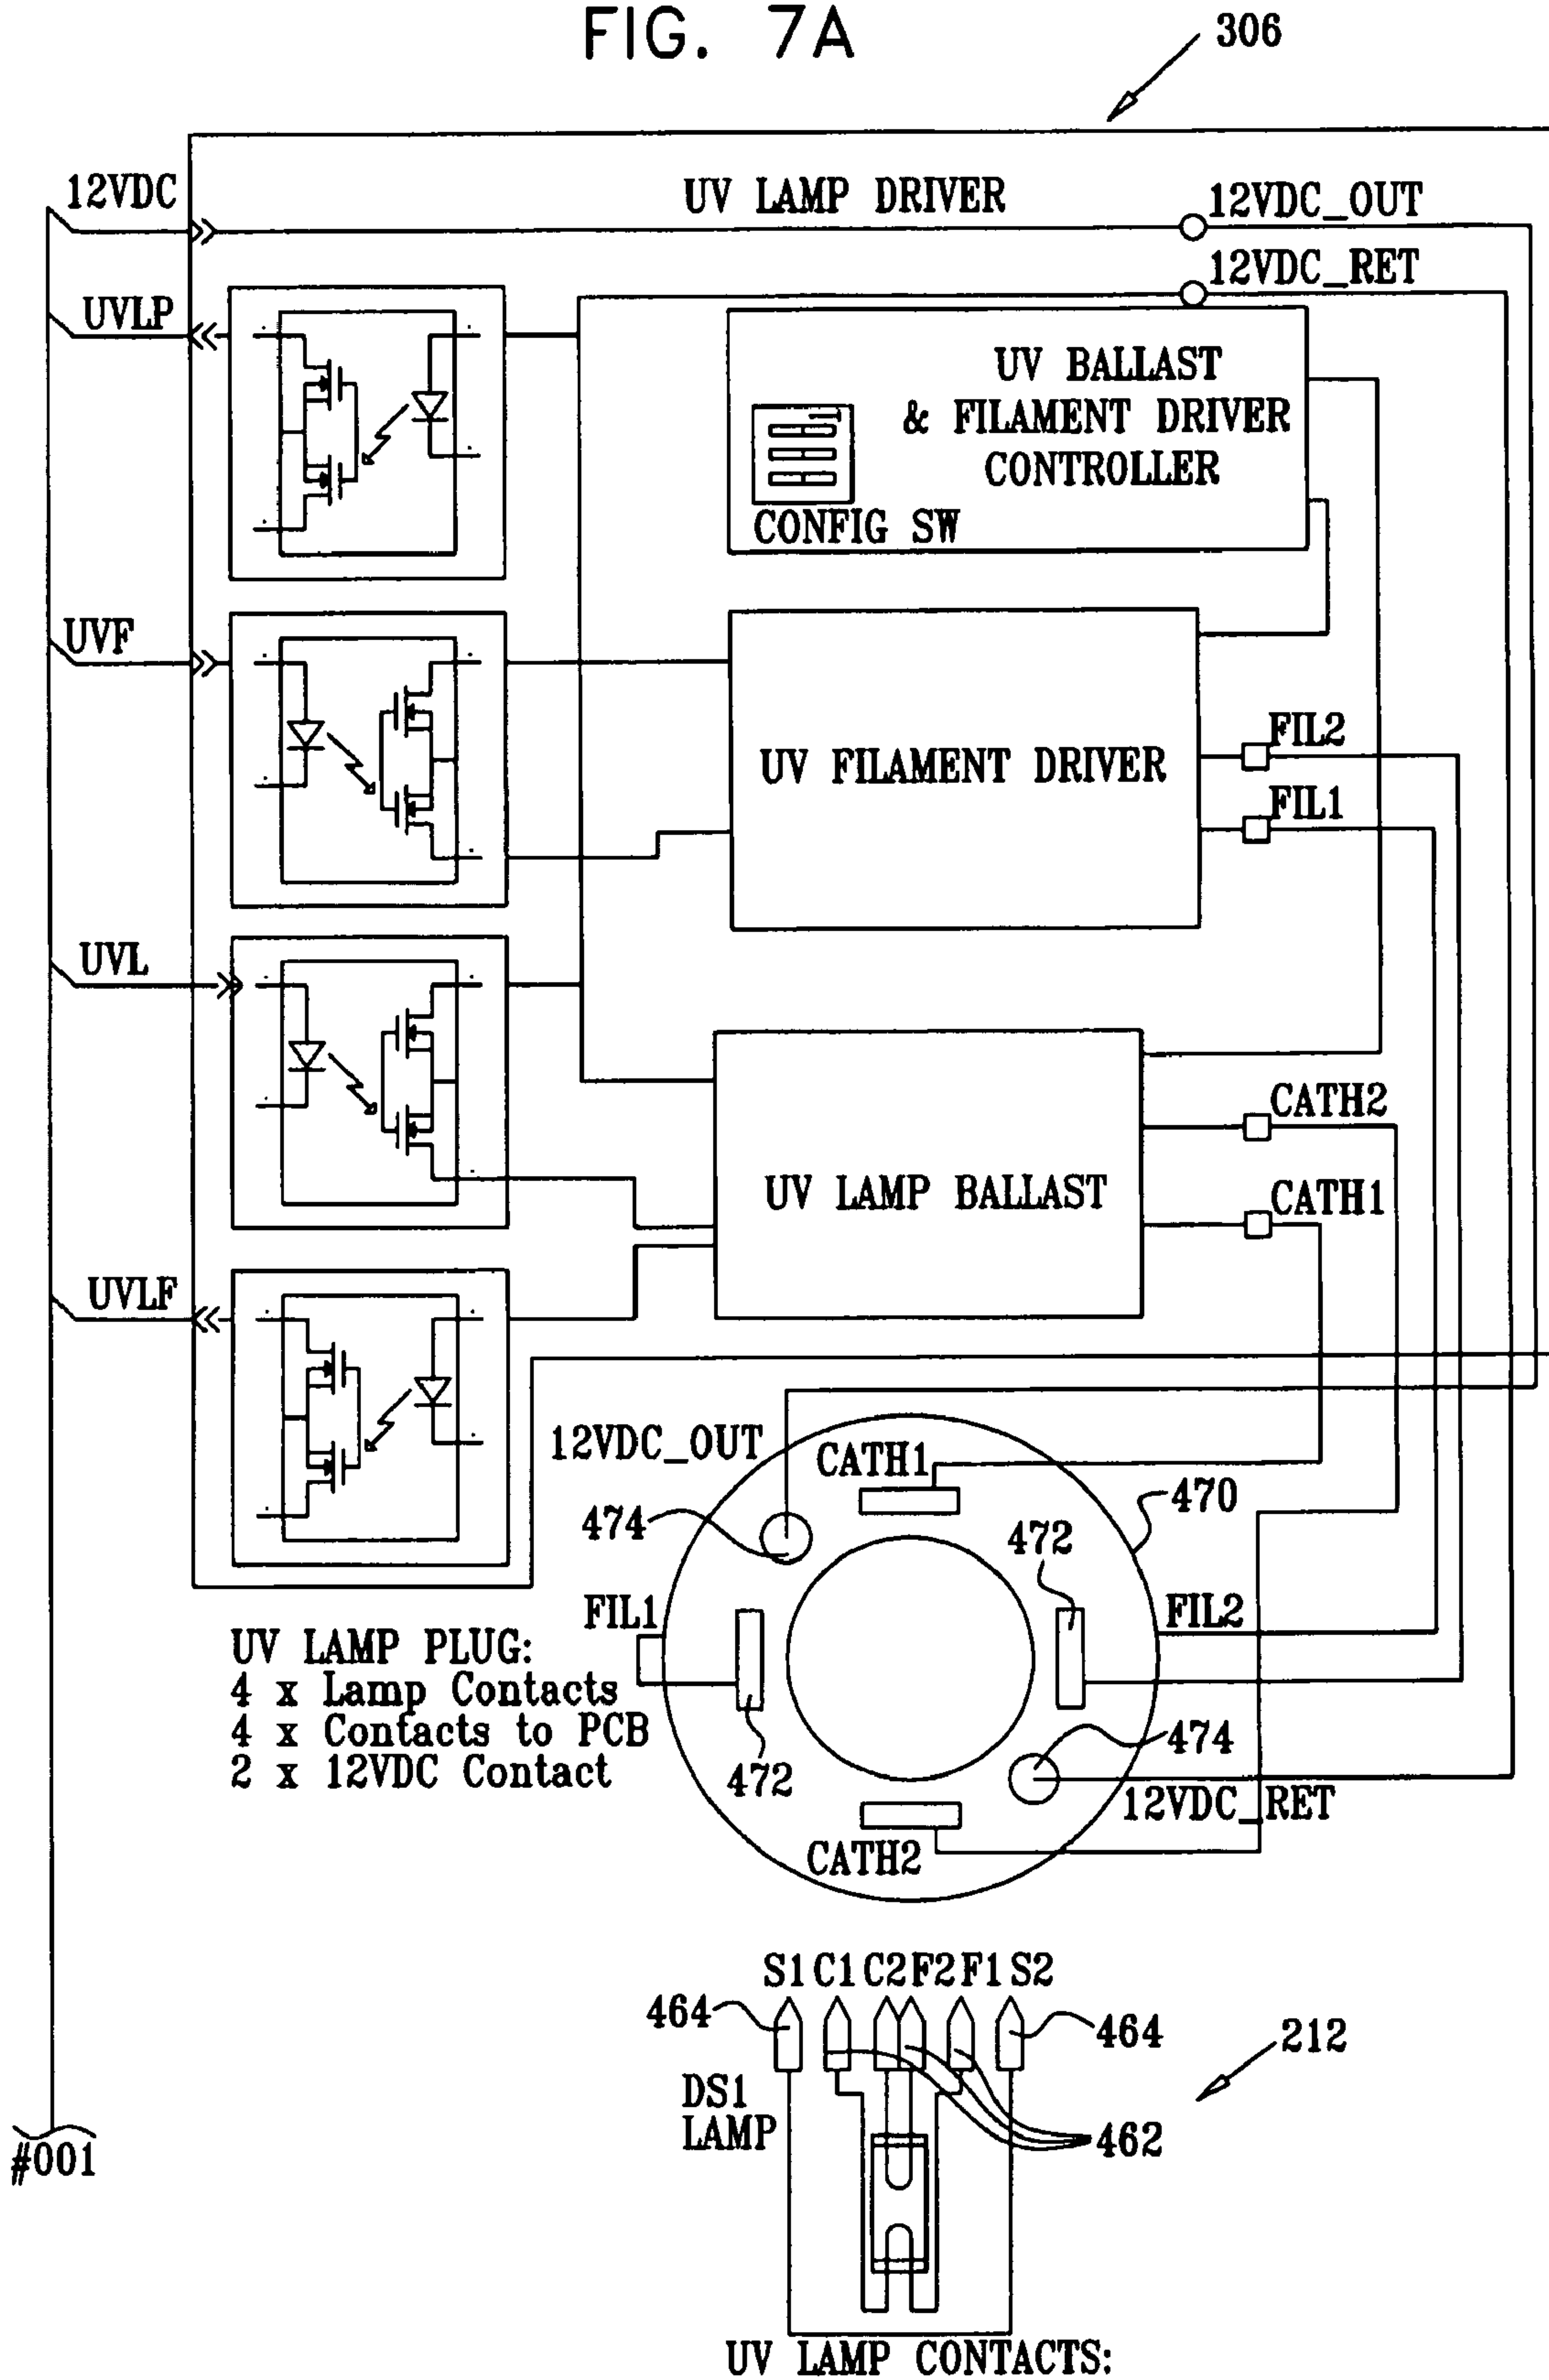 FIG. 7A
306
12VDC
UV LAMP DRIVER
12VDC_OUT
12VDC_RET
UVLP
UV BALLAST
& FILAMENT DRIVER
CONTROLLER
CONFIG SW
UVF
UV FILAMENT DRIVER
FIL2
FIL1
UVL
CATH2
UV LAMP BALLAST
CATH1
UVLF
12VDC_OUT
CATH1
470
474
472
FIL1
FIL2
UV LAMP PLUG:
4 x Lamp Contacts
4 x Contacts to PCB
2 x 12VDC Contact
472
474
12VDC_RET
CATH2
S1 C1 C2 F2 F1 S2
464
464
212
DS1
LAMP
462
#001
UV LAMP CONTACTS: